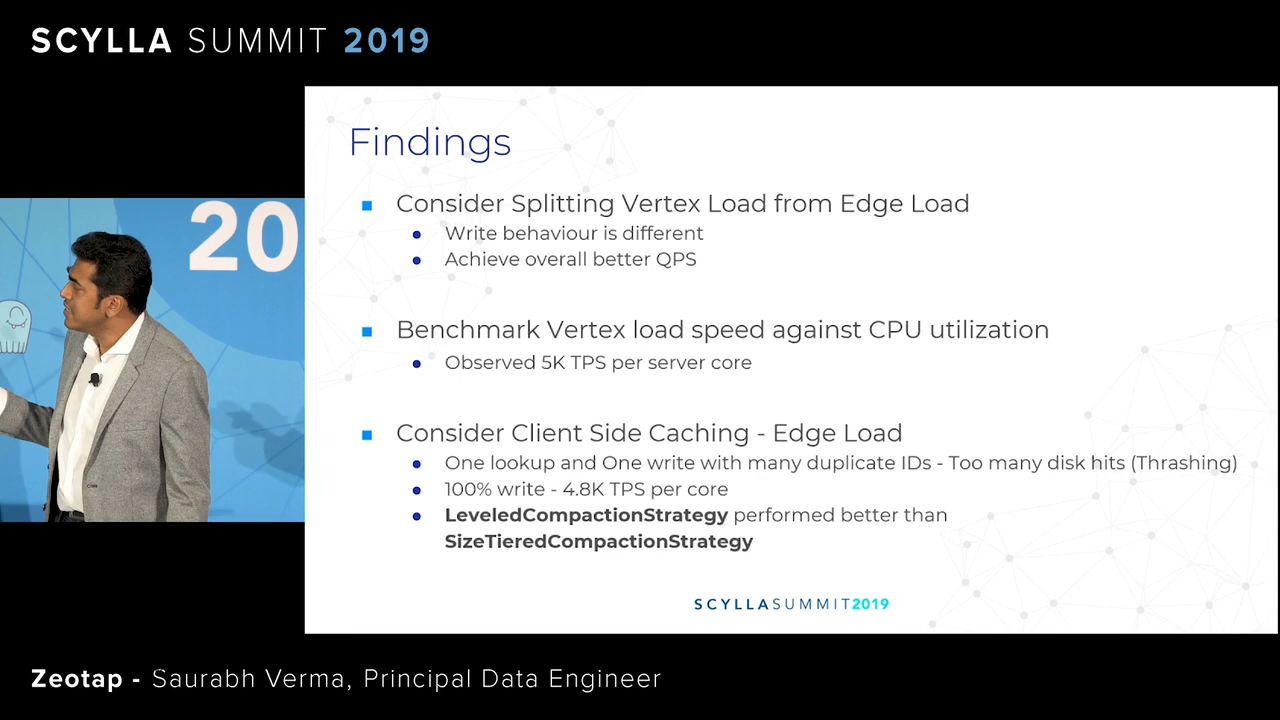 SCYLLA SUMMIT 2019
20
Findings
Consider Splitting Vertex Load from Edge Load
Write behaviour is different
Achieve overall better QPS
Benchmark Vertex load speed against CPU utilization
Observed 5K TPS per server core
Consider Client Side Caching - Edge Load
One lookup and One write with many duplicate IDs - Too many disk hits (Thrashing)
100% write - 4.8K TPS per core
LeveledCompactionStrategy performed better than
SizeTieredCompactionStrategy
SCYLLASUMMIT2019
Zeotap - Saurabh Verma, Principal Data Engineer